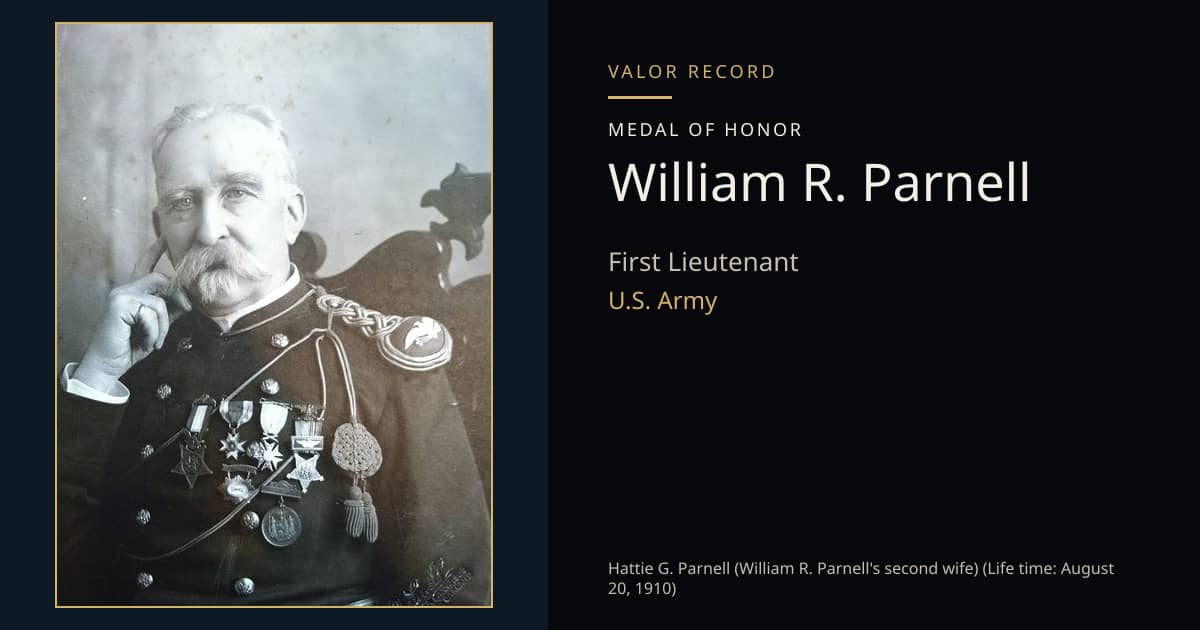 VALOR RECORD
MEDAL OF HONOR
William R. Parnell
First Lieutenant
U.S. Army
Hattie G. Parnell (William R. Parnell's second wife) (Life time: August
20, 1910)